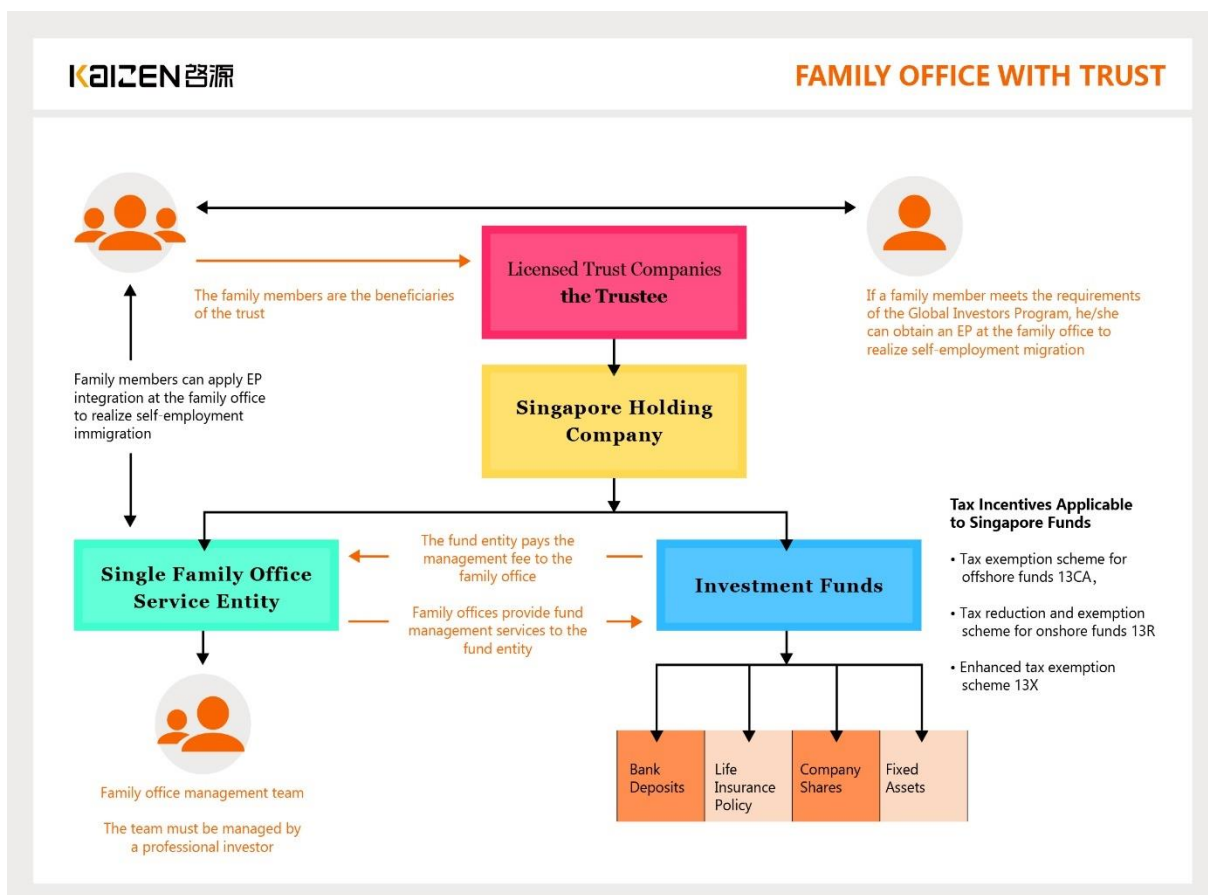 KAIZEN啓源
FAMILY OFFICE WITH TRUST
Licensed Trust Companies
the Trustee
The family members are the beneficiaries
of the trust
If a family member meets the requirements
of the Global Investors Program, he/she
can obtain an EP at the family office to
realize self-employment migration
Family members can apply EP
integration at the family office
to realize self-employment
immigration
Singapore Holding
Company
Tax Incentives Applicable
to Singapore Funds
• Tax exemption scheme for
offshore funds 13CA,
• Tax reduction and exemption
scheme for onshore funds 13R
• Enhanced tax exemption
scheme 13X
Single Family Office
Service Entity
The fund entity pays the
management fee to the
family office
Family offices provide fund
management services to the
fund entity
Investment Funds
Bank
Deposits
Life
Insurance
Policy
Company
Shares
Fixed
Assets
Family office management team
The team must be managed by
a professional investor